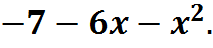 −7 − 6x − x².